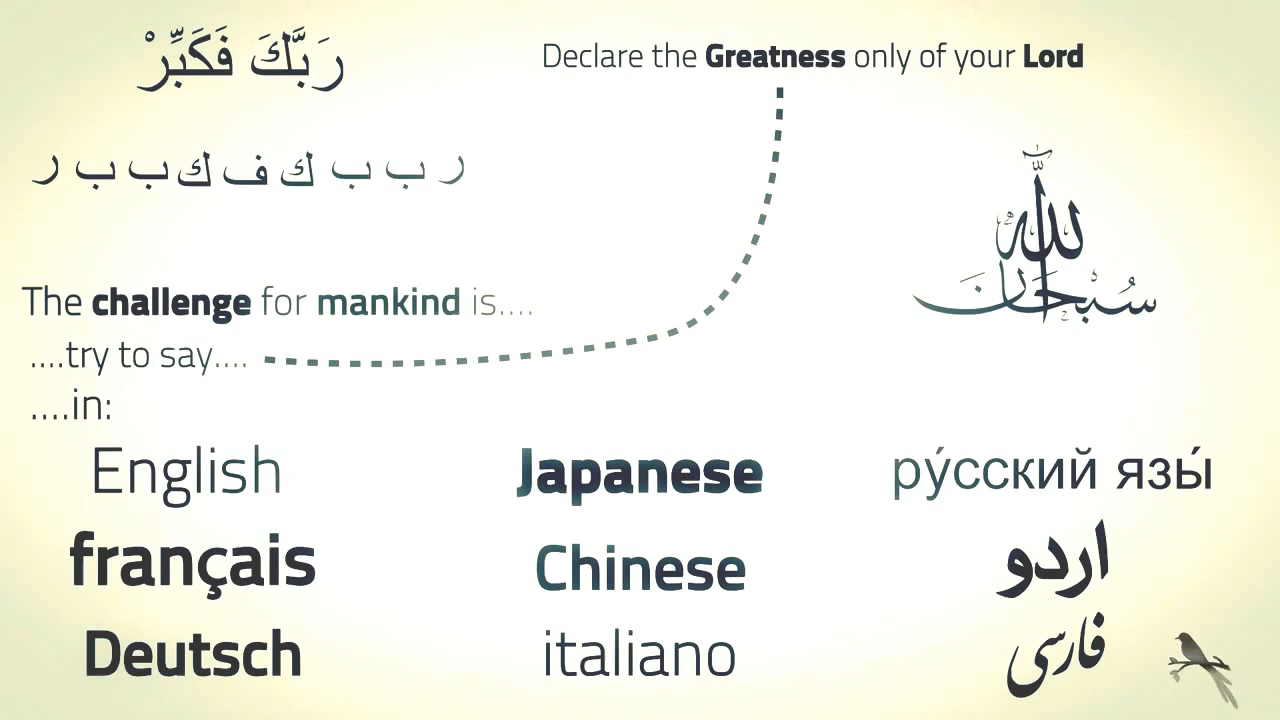 رَبَّكَ فَكَبِّرْ
Declare the Greatness only of your Lord
ر ب ب ك ف ك ب ب ر
سُبْحَانَ اللّٰه
The challenge for mankind is....
....try to say....
....in:
English
Japanese
ру́сский язы́
français
Chinese
اردو
Deutsch
italiano
فارسی